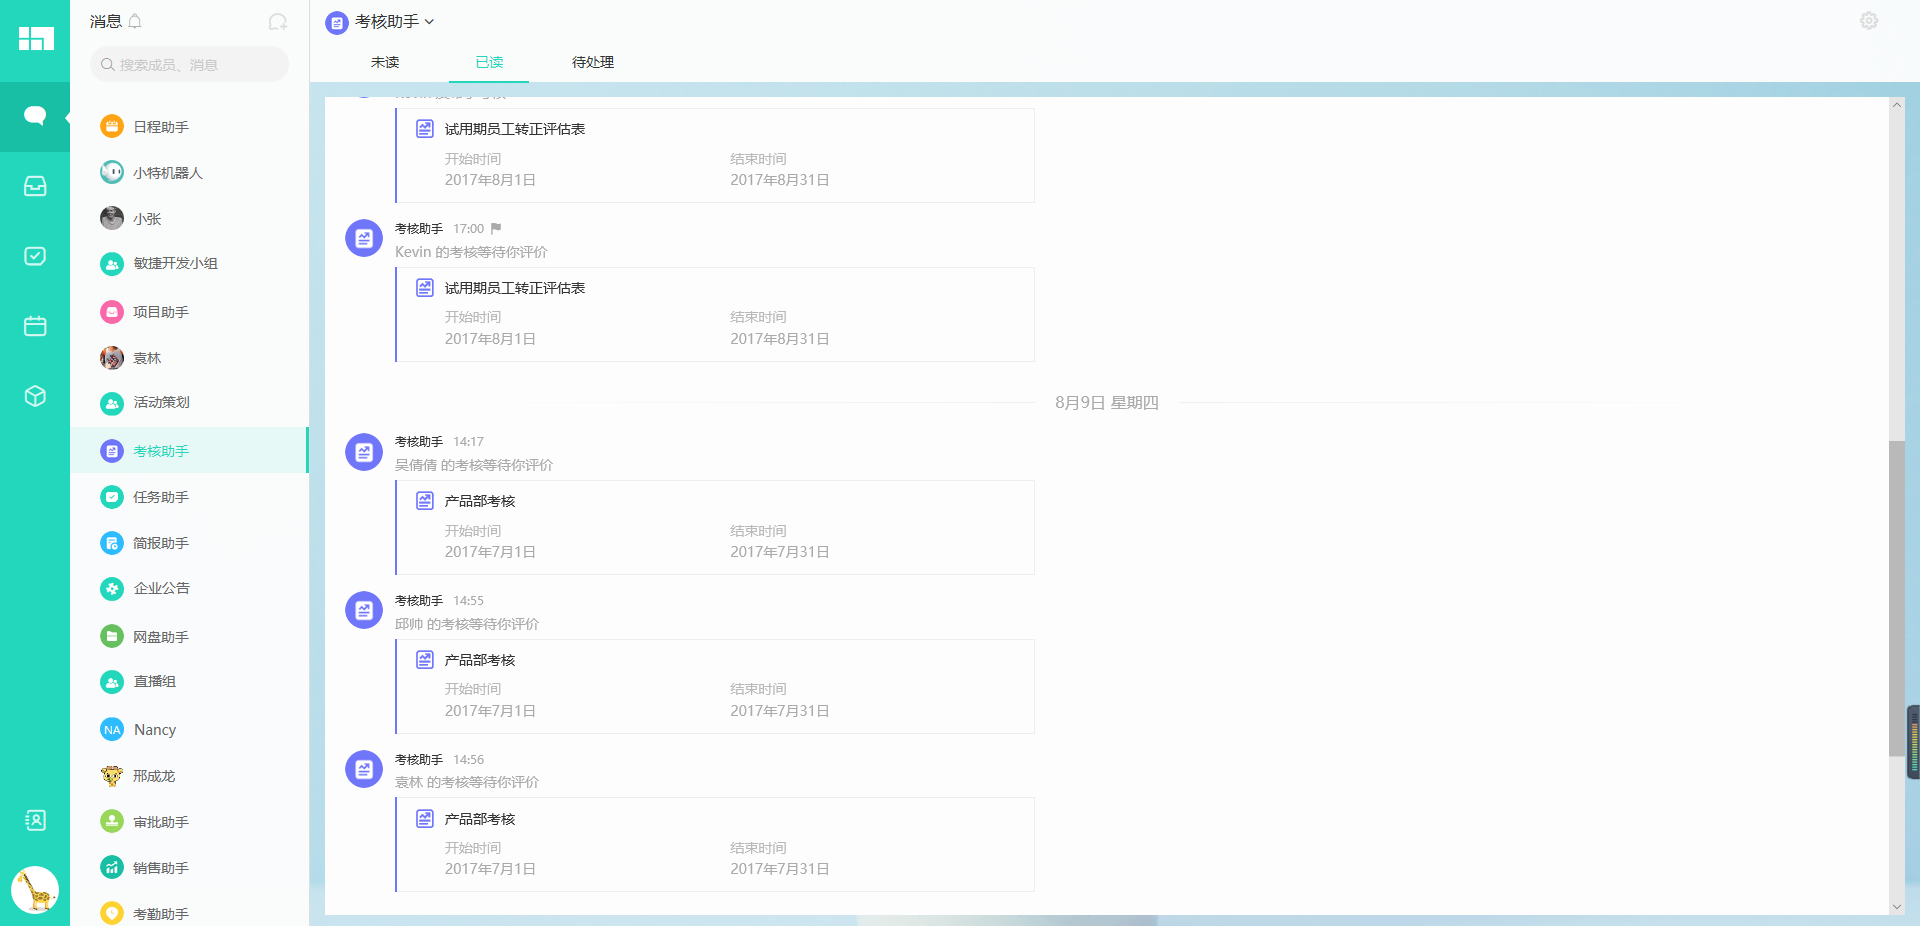 消息
搜索成员、消息
日程助手
小特机器人
小张
敏捷开发小组
项目助手
袁林
活动策划
考核助手
任务助手
简报助手
企业公告
网盘助手
直播组
NA Nancy
邢成龙
审批助手
销售助手
考勤助手
考核助手
未读 已读 待处理
试用期员工转正评估表
开始时间 结束时间
2017年8月1日 2017年8月31日
考核助手 17:00
Kevin 的考核等待你评价
试用期员工转正评估表
开始时间 结束时间
2017年8月1日 2017年8月31日
8月9日 星期四
考核助手 14:17
吴倩倩 的考核等待你评价
产品部考核
开始时间 结束时间
2017年7月1日 2017年7月31日
考核助手 14:55
邱帅 的考核等待你评价
产品部考核
开始时间 结束时间
2017年7月1日 2017年7月31日
考核助手 14:56
袁林 的考核等待你评价
产品部考核
开始时间 结束时间
2017年7月1日 2017年7月31日